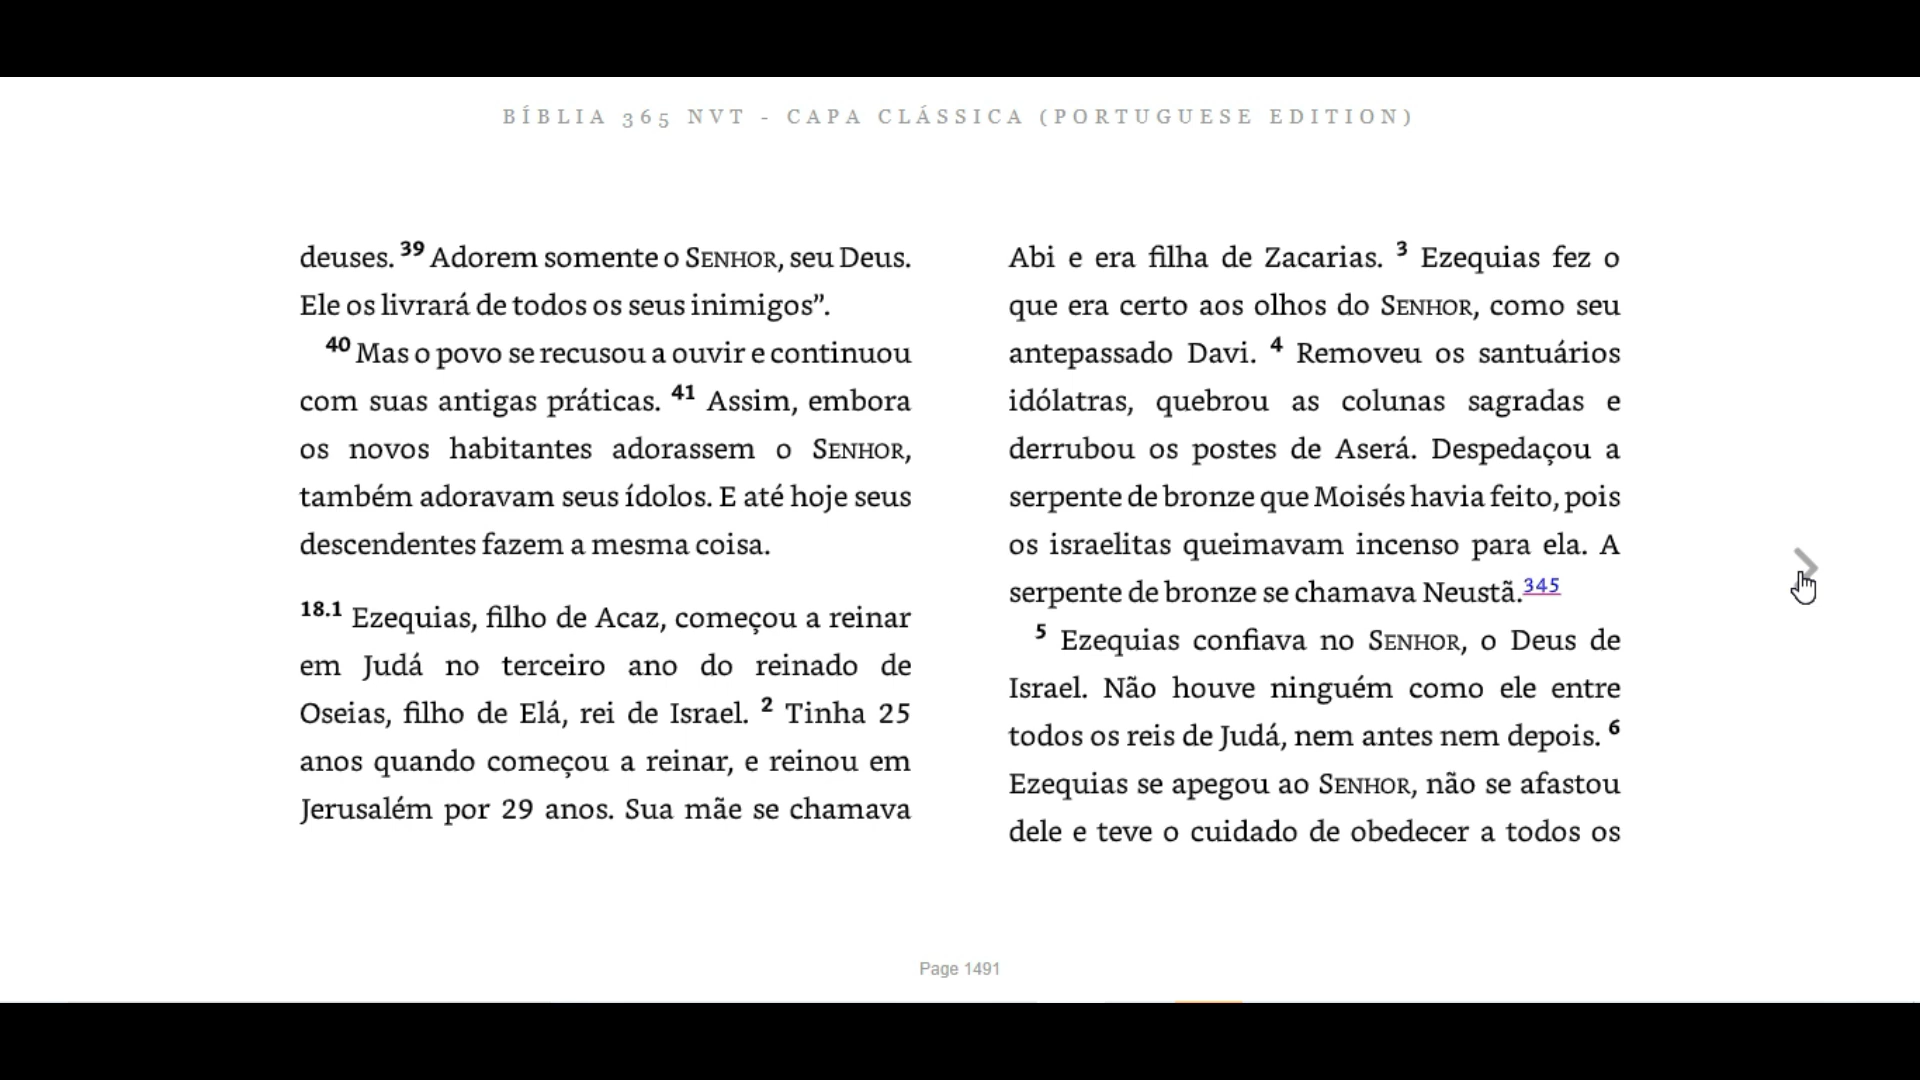 BÍBLIA 365 NVT - CAPA CLÁSSICA (PORTUGUESE EDITION)
deuses. 39 Adorem somente o SENHOR, seu Deus.
Ele os livrará de todos os seus inimigos”.
40 Mas o povo se recusou a ouvir e continuou
com suas antigas práticas. 41 Assim, embora
os novos habitantes adorassem o SENHOR,
também adoravam seus ídolos. E até hoje seus
descendentes fazem a mesma coisa.
18.1 Ezequias, filho de Acaz, começou a reinar
em Judá no terceiro ano do reinado de
Oseias, filho de Elá, rei de Israel. 2 Tinha 25
anos quando começou a reinar, e reinou em
Jerusalém por 29 anos. Sua mãe se chamava
Abi e era filha de Zacarias. 3 Ezequias fez o
que era certo aos olhos do SENHOR, como seu
antepassado Davi. 4 Removeu os santuários
idólatras, quebrou as colunas sagradas e
derrubou os postes de Aserá. Despedaçou a
serpente de bronze que Moisés havia feito, pois
os israelitas queimavam incenso para ela. A
serpente de bronze se chamava Neustã.345
5 Ezequias confiava no SENHOR, o Deus de
Israel. Não houve ninguém como ele entre
todos os reis de Judá, nem antes nem depois. 6
Ezequias se apegou ao SENHOR, não se afastou
dele e teve o cuidado de obedecer a todos os
Page 1491